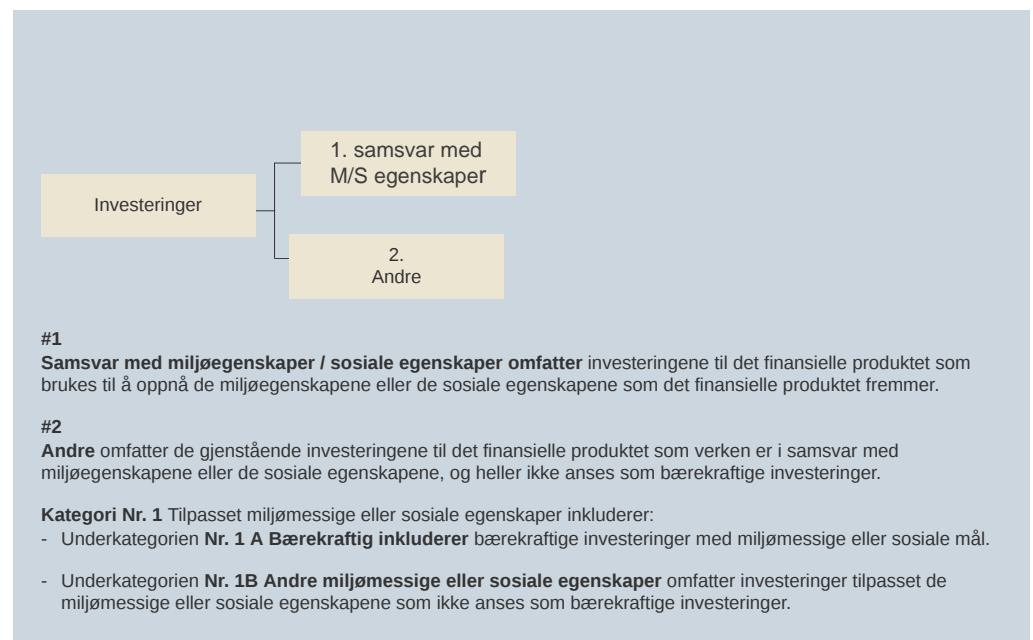 Investeringer
1. samsvar med
M/S egenskaper
2.
Andre
#1
Samsvar med miljøegenskaper / sosiale egenskaper omfatter investeringene til det finansielle produktet som
brukes til å oppnå de miljøegenskapene eller de sosiale egenskapene som det finansielle produktet fremmer.
#2
Andre omfatter de gjenstående investeringene til det finansielle produktet som verken er i samsvar med
miljøegenskapene eller de sosiale egenskapene, og heller ikke anses som bærekraftige investeringer.
Kategori Nr. 1 Tilpasset miljømessige eller sosiale egenskaper inkluderer:
- Underkategorien Nr. 1 A Bærekraftig inkluderer bærekraftige investeringer med miljømessige eller sosiale mål.
- Underkategorien Nr. 1B Andre miljømessige eller sosiale egenskaper omfatter investeringer tilpasset de
miljømessige eller sosiale egenskapene som ikke anses som bærekraftige investeringer.